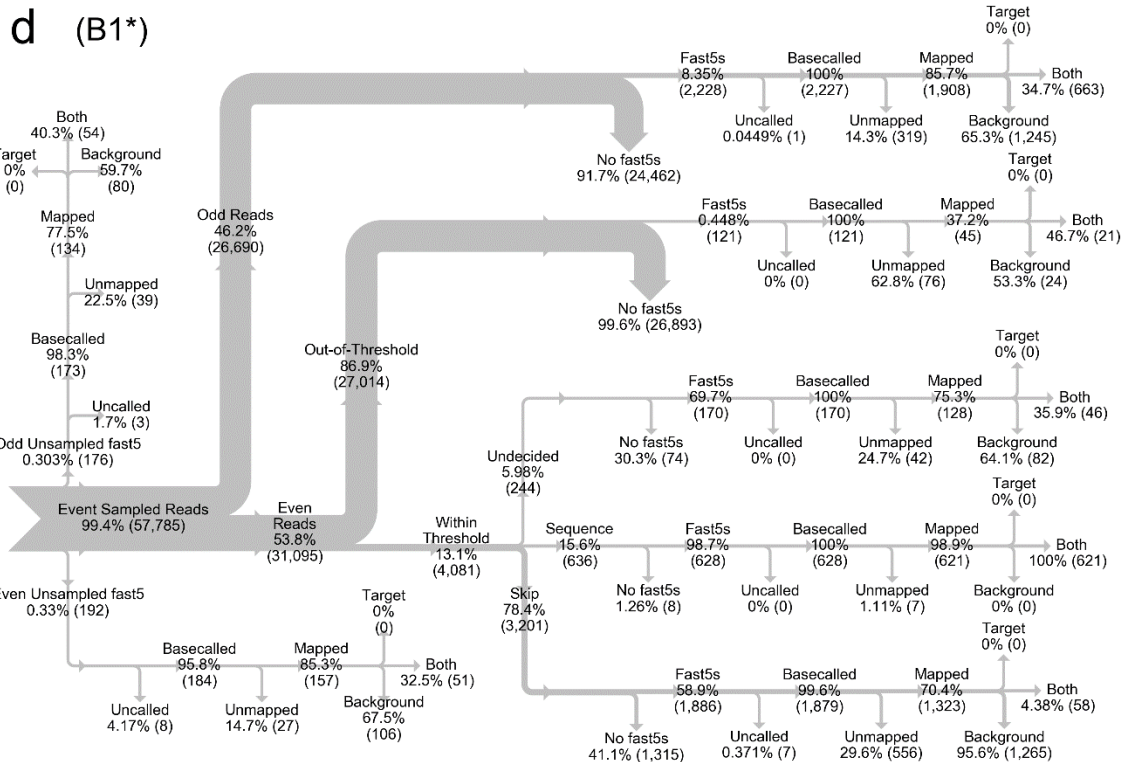 d (B1*)
Target
0% (0)
Fast5s
8.35%
(2,228)
Basecalled
100%
(2,227)
Mapped
85.7%
(1,908)
Both
34.7% (663)
Uncalled
0.0449% (1)
Unmapped
14.3% (319)
Background
65.3% (1,245)
No fast5s
91.7% (24,462)
Both
40.3% (54)
Target
0%
(0)
Background
59.7%
(80)
Mapped
77.5%
(134)
Unmapped
22.5% (39)
Basecalled
98.3%
(173)
Uncalled
1.7% (3)
Odd Unsampled fast5
0.303% (176)
Odd Reads
46.2%
(26,690)
Target
0% (0)
Fast5s
0.448%
(121)
Basecalled
100%
(121)
Mapped
37.2%
(45)
Both
46.7% (21)
Uncalled
0% (0)
Unmapped
62.8% (76)
Background
53.3% (24)
No fast5s
99.6% (26,893)
Out-of-Threshold
86.9%
(27,014)
Target
0% (0)
Fast5s
69.7%
(170)
Basecalled
100%
(170)
Mapped
75.3%
(128)
Both
35.9% (46)
No fast5s
30.3% (74)
Uncalled
0% (0)
Unmapped
24.7% (42)
Background
64.1% (82)
Undecided
5.98%
(244)
Event Sampled Reads
99.4% (57,785)
Even
Reads
53.8%
(31,095)
Within
Threshold
13.1%
(4,081)
Target
0% (0)
Sequence
15.6%
(636)
Fast5s
98.7%
(628)
Basecalled
100%
(628)
Mapped
98.9%
(621)
Both
100% (621)
No fast5s
1.26% (8)
Uncalled
0% (0)
Unmapped
1.11% (7)
Background
0% (0)
Skip
78.4%
(3,201)
Even Unsampled fast5
0.33% (192)
Target
0%
(0)
Basecalled
95.8%
(184)
Mapped
85.3%
(157)
Both
32.5% (51)
Uncalled
4.17% (8)
Unmapped
14.7% (27)
Background
67.5%
(106)
Target
0% (0)
Fast5s
58.9%
(1,886)
Basecalled
99.6%
(1,879)
Mapped
70.4%
(1,323)
Both
4.38% (58)
No fast5s
41.1% (1,315)
Uncalled
0.371% (7)
Unmapped
29.6% (556)
Background
95.6% (1,265)